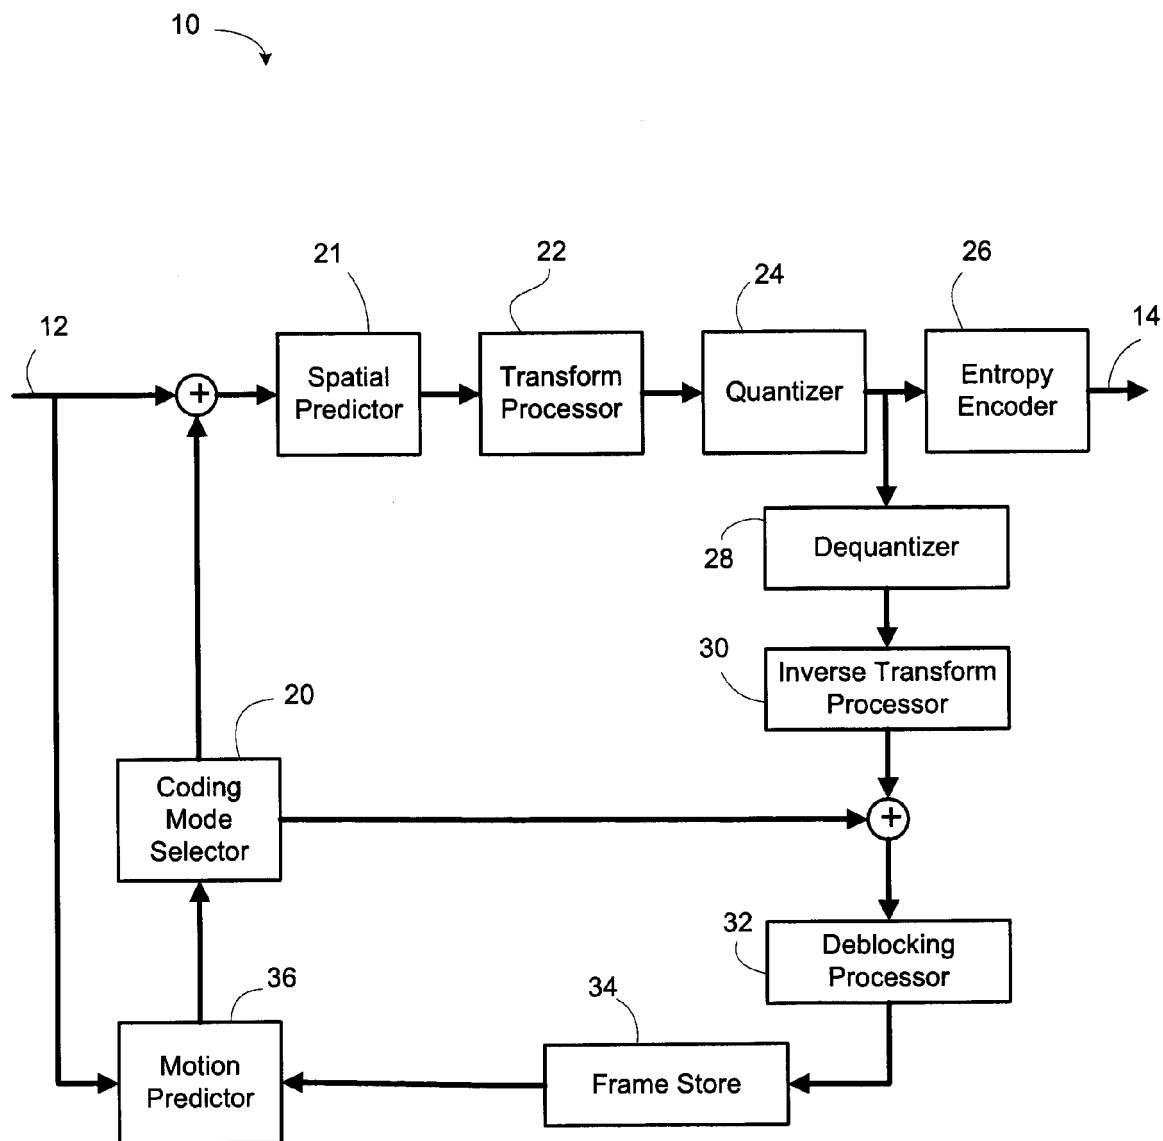 10
21
22
24
26
12
14
+
Spatial
Predictor
Transform
Processor
Quantizer
Entropy
Encoder
28
Dequantizer
30
Inverse Transform
Processor
20
Coding
Mode
Selector
+
32
Deblocking
Processor
36
34
Motion
Predictor
Frame Store